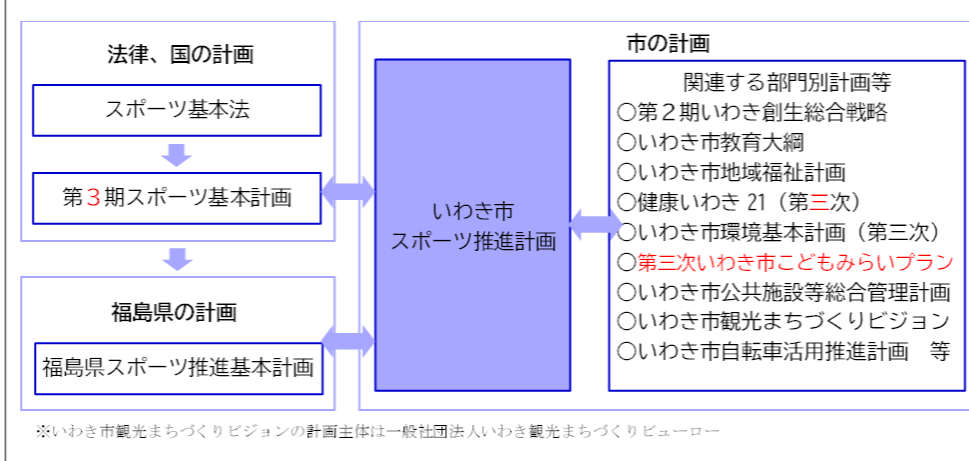 法律、国の計画
スポーツ基本法
第3期スポーツ基本計画
福島県の計画
福島県スポーツ推進基本計画
市の計画
いわき市
スポーツ推進計画
関連する部門別計画等
○第2期いわき創生総合戦略
○いわき市教育大綱
○いわき市地域福祉計画
○健康いわき 21(第三次)
○いわき市環境基本計画(第三次)
○第三次いわき市こどもみらいプラン
○いわき市公共施設等総合管理計画
○いわき市観光まちづくりビジョン
○いわき市自転車活用推進計画 等
※いわき市観光まちづくりビジョンの計画主体は一般社団法人いわき観光まちづくりビューロー